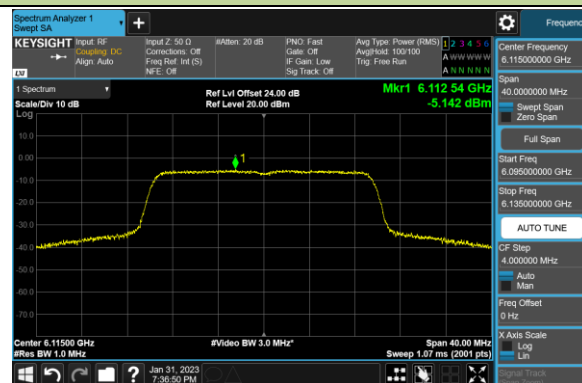 Spectrum Analyzer 1
Swept SA
Frequenc
KEYSIGHT
Input: RF
Coupling: DC
Align: Auto
Input Z: 50 Ω
Corrections: Off
Freq Ref: Int (S)
NFE: Off
#Atten: 20 dB
PNO: Fast
Gate: Off
IF Gain: Low
Sig Track: Off
Avg Type: Power (RMS)
Avg|Hold: 100/100
Trig: Free Run
1 2 3 4 5 6
A W W W W W
A N N N N N
LXI
1 Spectrum
Scale/Div 10 dB
Log
Ref Lvl Offset 24.00 dB
Ref Level 20.00 dBm
Mkr1 6.112 54 GHz
-5.142 dBm
10.0
0.00
-10.0
-20.0
-30.0
-40.0
-50.0
-60.0
-70.0
1
Center 6.11500 GHz
#Res BW 1.0 MHz
#Video BW 3.0 MHz*
Span 40.00 MHz
Sweep 1.07 ms (2001 pts)
Jan 31, 2023
7:36:50 PM
Center Frequency
6.115000000 GHz
Span
40.0000000 MHz
Swept Span
Zero Span
Full Span
Start Freq
6.095000000 GHz
Stop Freq
6.135000000 GHz
AUTO TUNE
CF Step
4.000000 MHz
Auto
Man
Freq Offset
0 Hz
X Axis Scale
Log
Lin
Signal Track